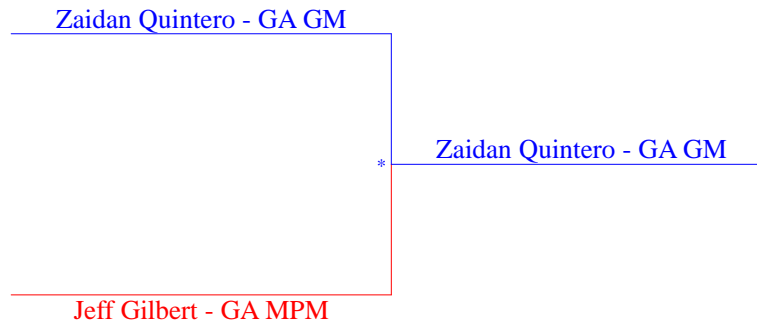 Zaidan Quintero - GA GM
Zaidan Quintero - GA GM
*
Jeff Gilbert - GA MPM